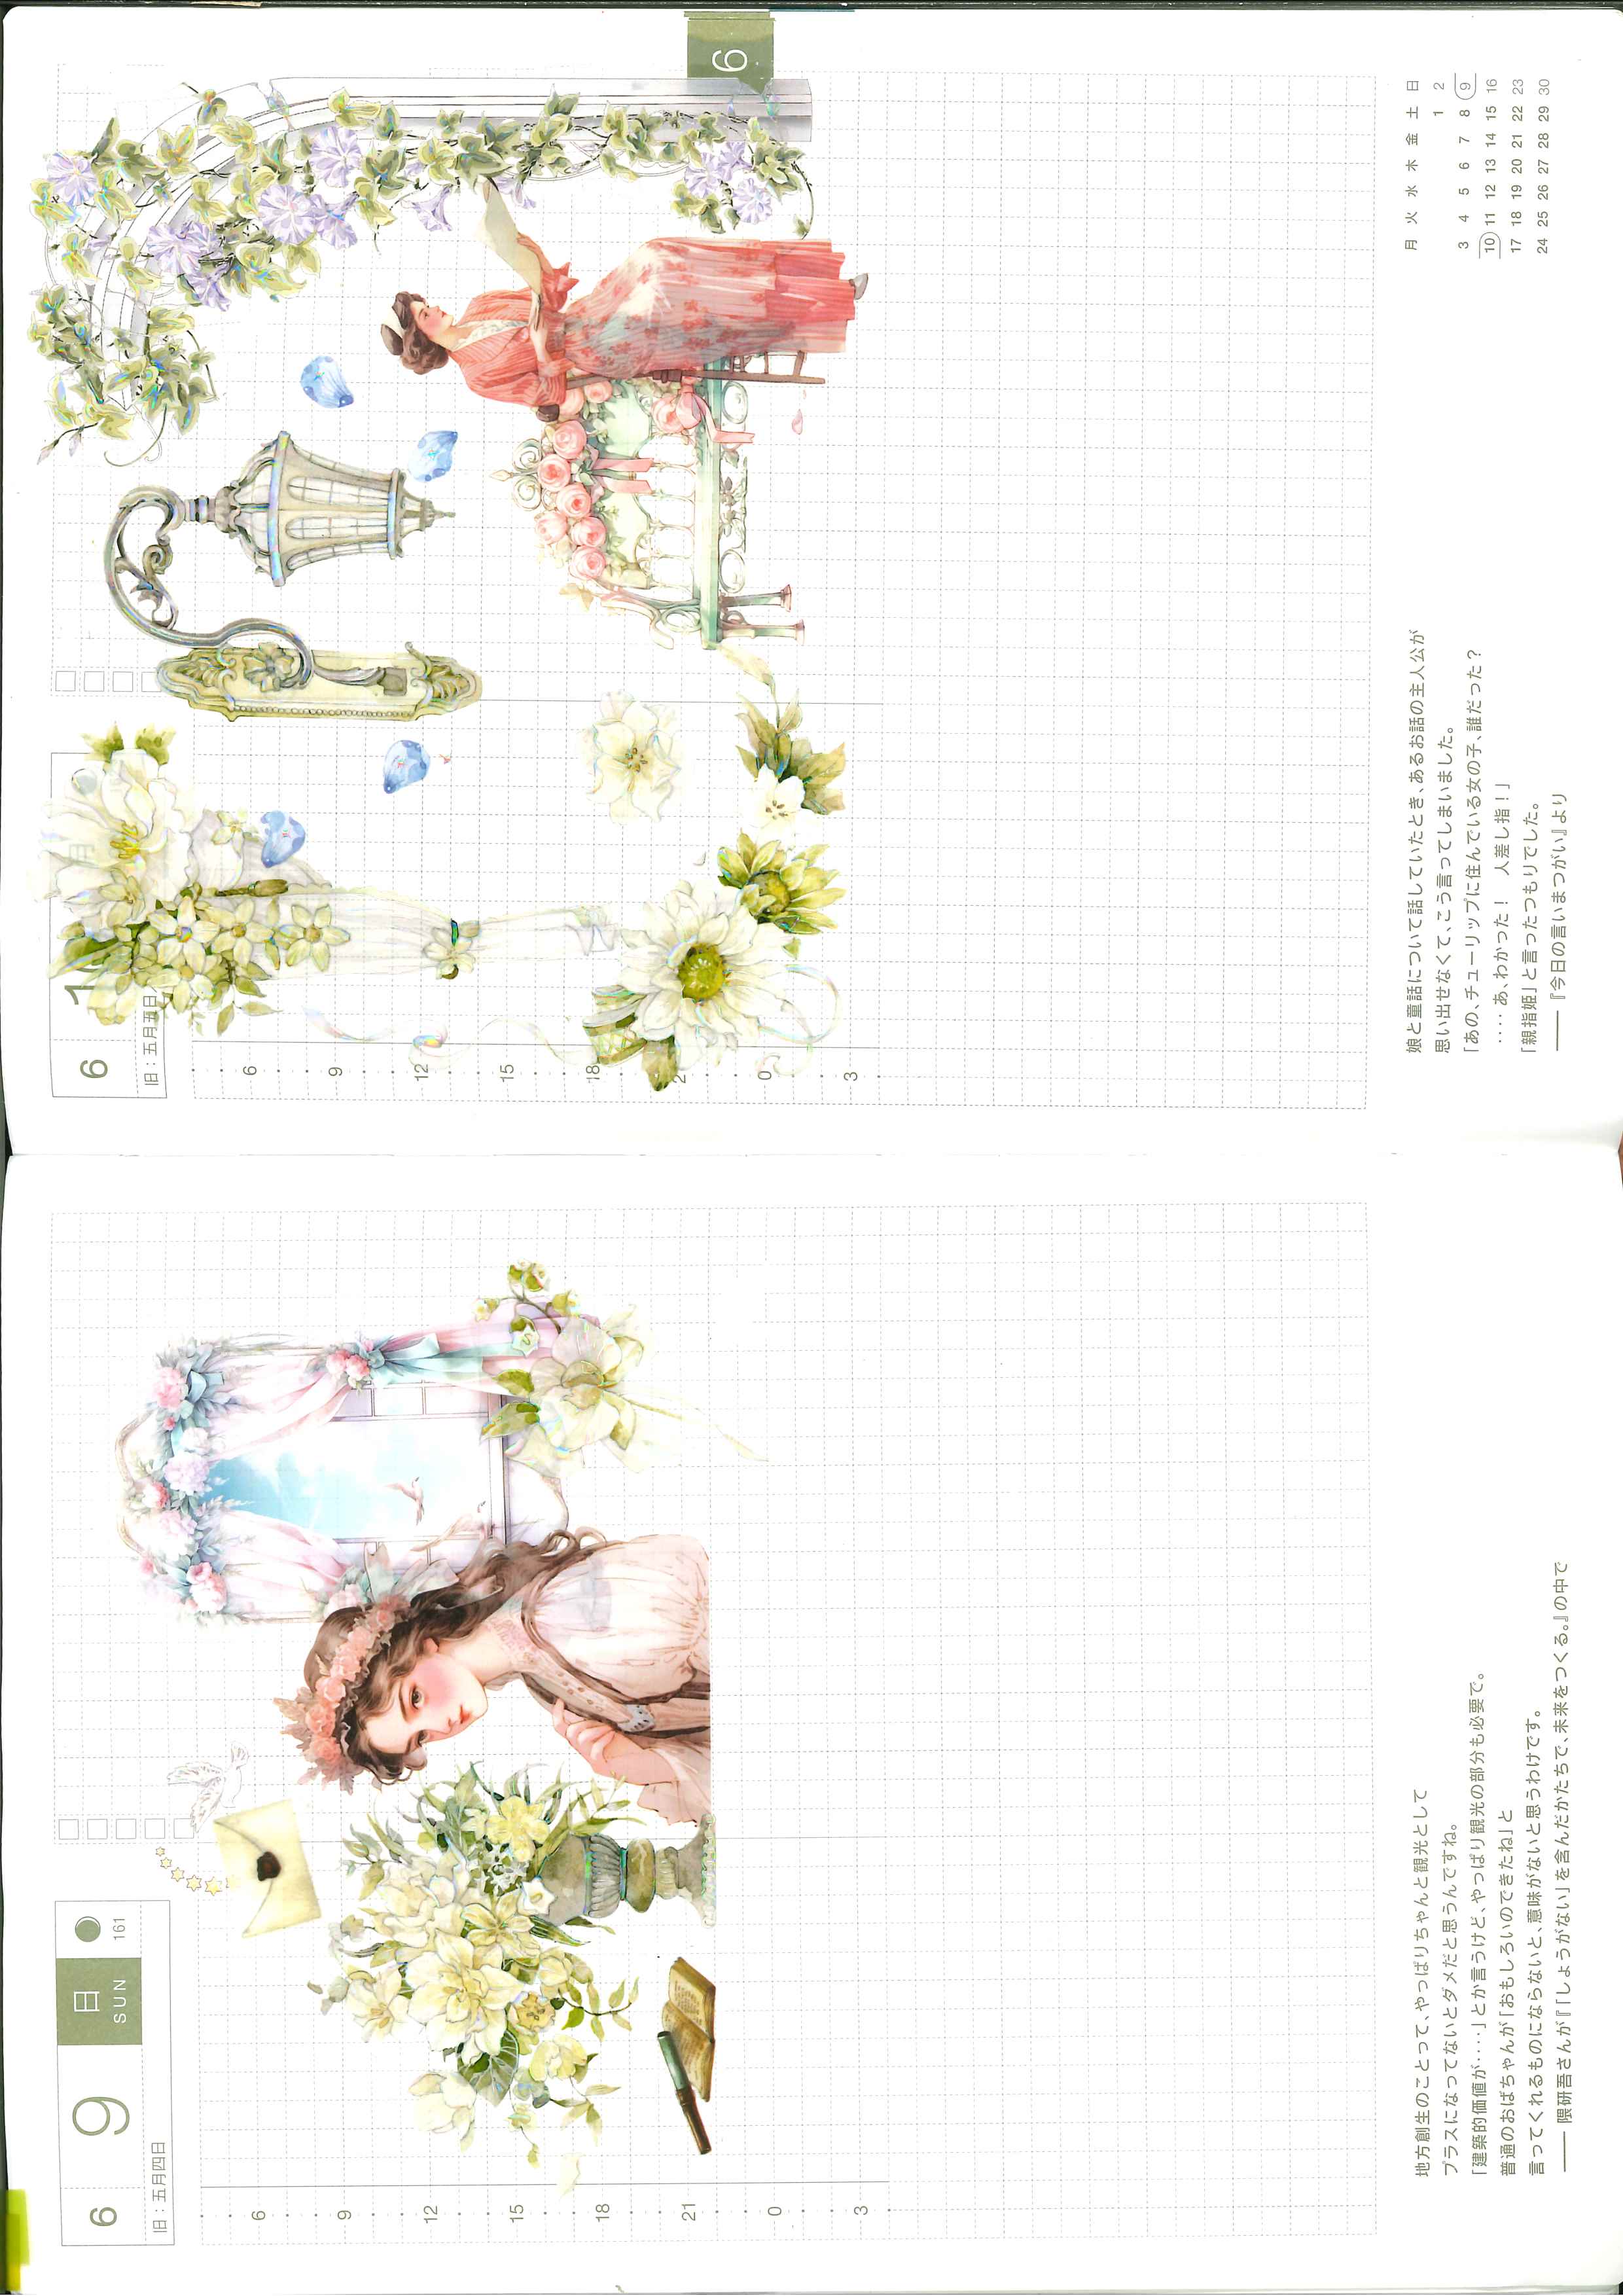 6 9 日 SUN 161
旧：五月四日
6
9
12
15
18
21
0
3
地方創生のことって、やっぱりちゃんと観光として
プラスになってないとダメだと思うんですね。
「建築的価値が‥‥」とか言うけど、やっぱり観光の部分も必要で。
普通のおばちゃんが「おもしろいのできたね」と
言ってくれるものにならないと、意味がないと思うわけです。
―― 隈研吾さんが『「しょうがない」を含んだかたちで、未来をつくる。』の中で
6 1 月
旧：五月五日
6
9
12
15
18
2
0
3
6
娘と童話について話していたとき、あるお話の主人公が
思い出せなくて、こう言ってしまいました。
「あの、チューリップに住んでいる女の子、誰だった？
‥‥ あ、わかった！　人差し指！」
「親指姫」と言ったつもりでした。
―― 『今日の言いまつがい』より
月 火 水 木 金 土 日
1 2
3 4 5 6 7 8 9
10 11 12 13 14 15 16
17 18 19 20 21 22 23
24 25 26 27 28 29 30